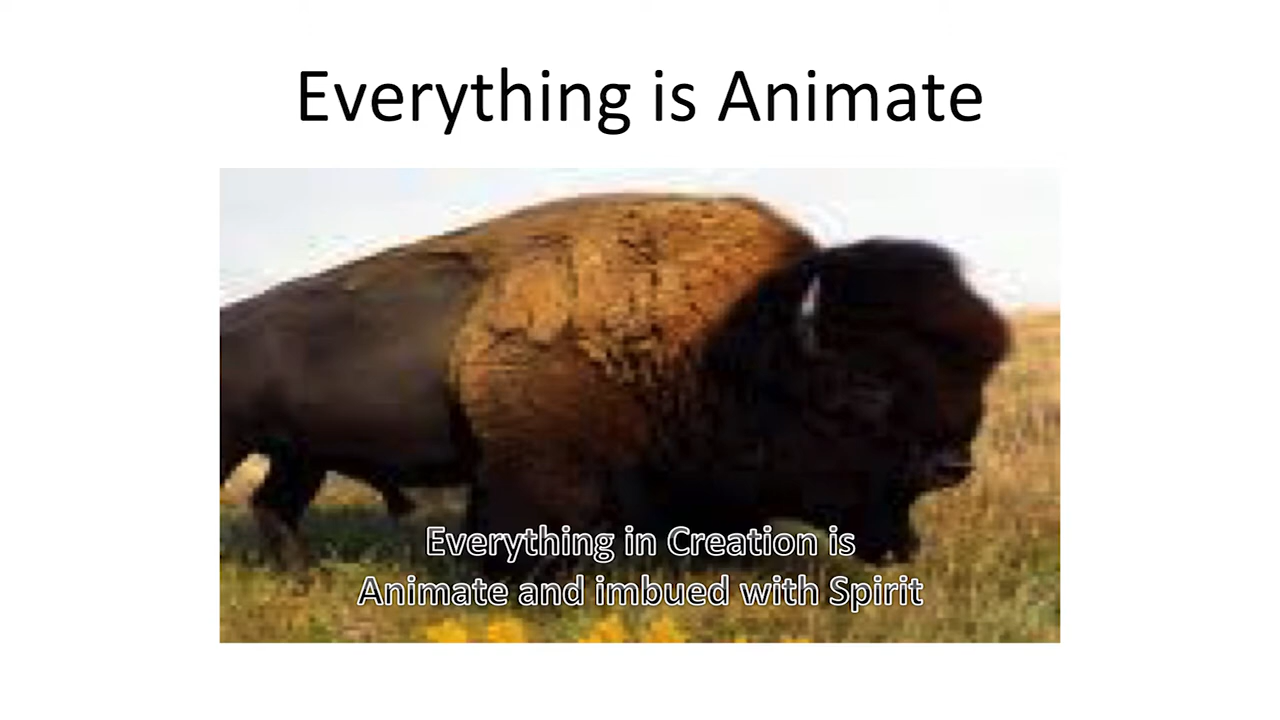 Everything is Animate
Everything in Creation is
Animate and imbued with Spirit